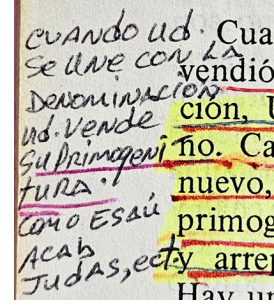 CUANDO Ud.
SE UNE CON LA
DENOMINACION
Ud. VENDE
SU PRIMOGENI
TURA.
COMO ESAÚ
ACAB
JUDAS, ect.
Cua
vendió
ción, U
no. Ca
nuevo,
primog
y arrep
Hay un